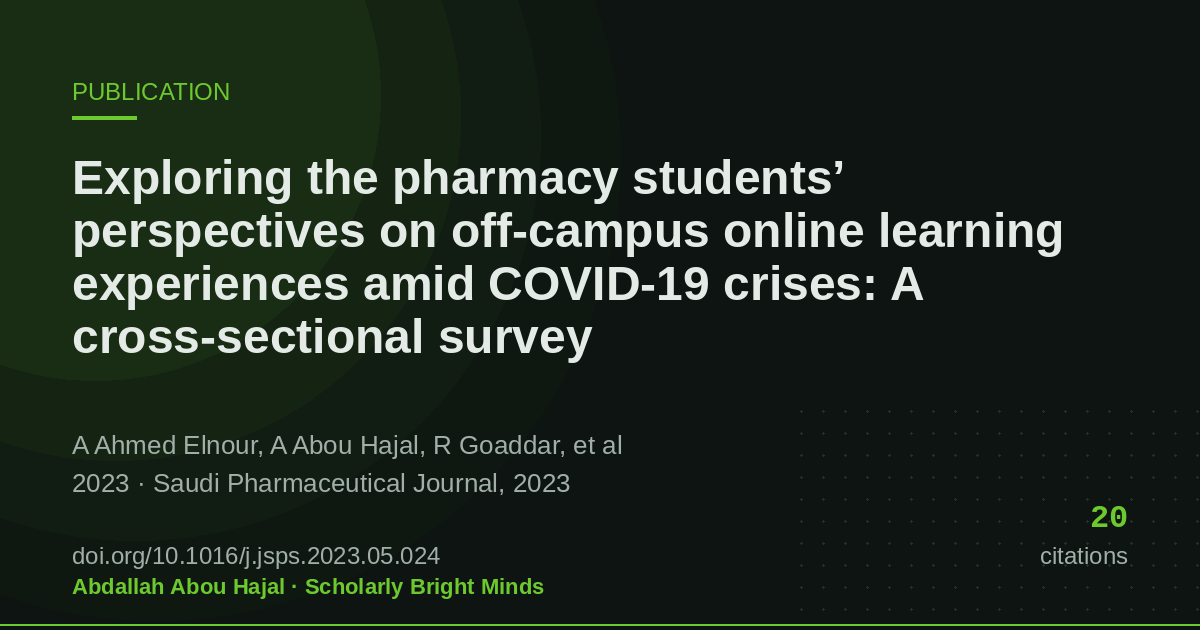 PUBLICATION
Exploring the pharmacy students’
perspectives on off-campus online learning
experiences amid COVID-19 crises: A
cross-sectional survey
A Ahmed Elnour, A Abou Hajal, R Goaddar, et al
2023 · Saudi Pharmaceutical Journal, 2023
20
citations
doi.org/10.1016/j.jsps.2023.05.024
Abdallah Abou Hajal · Scholarly Bright Minds